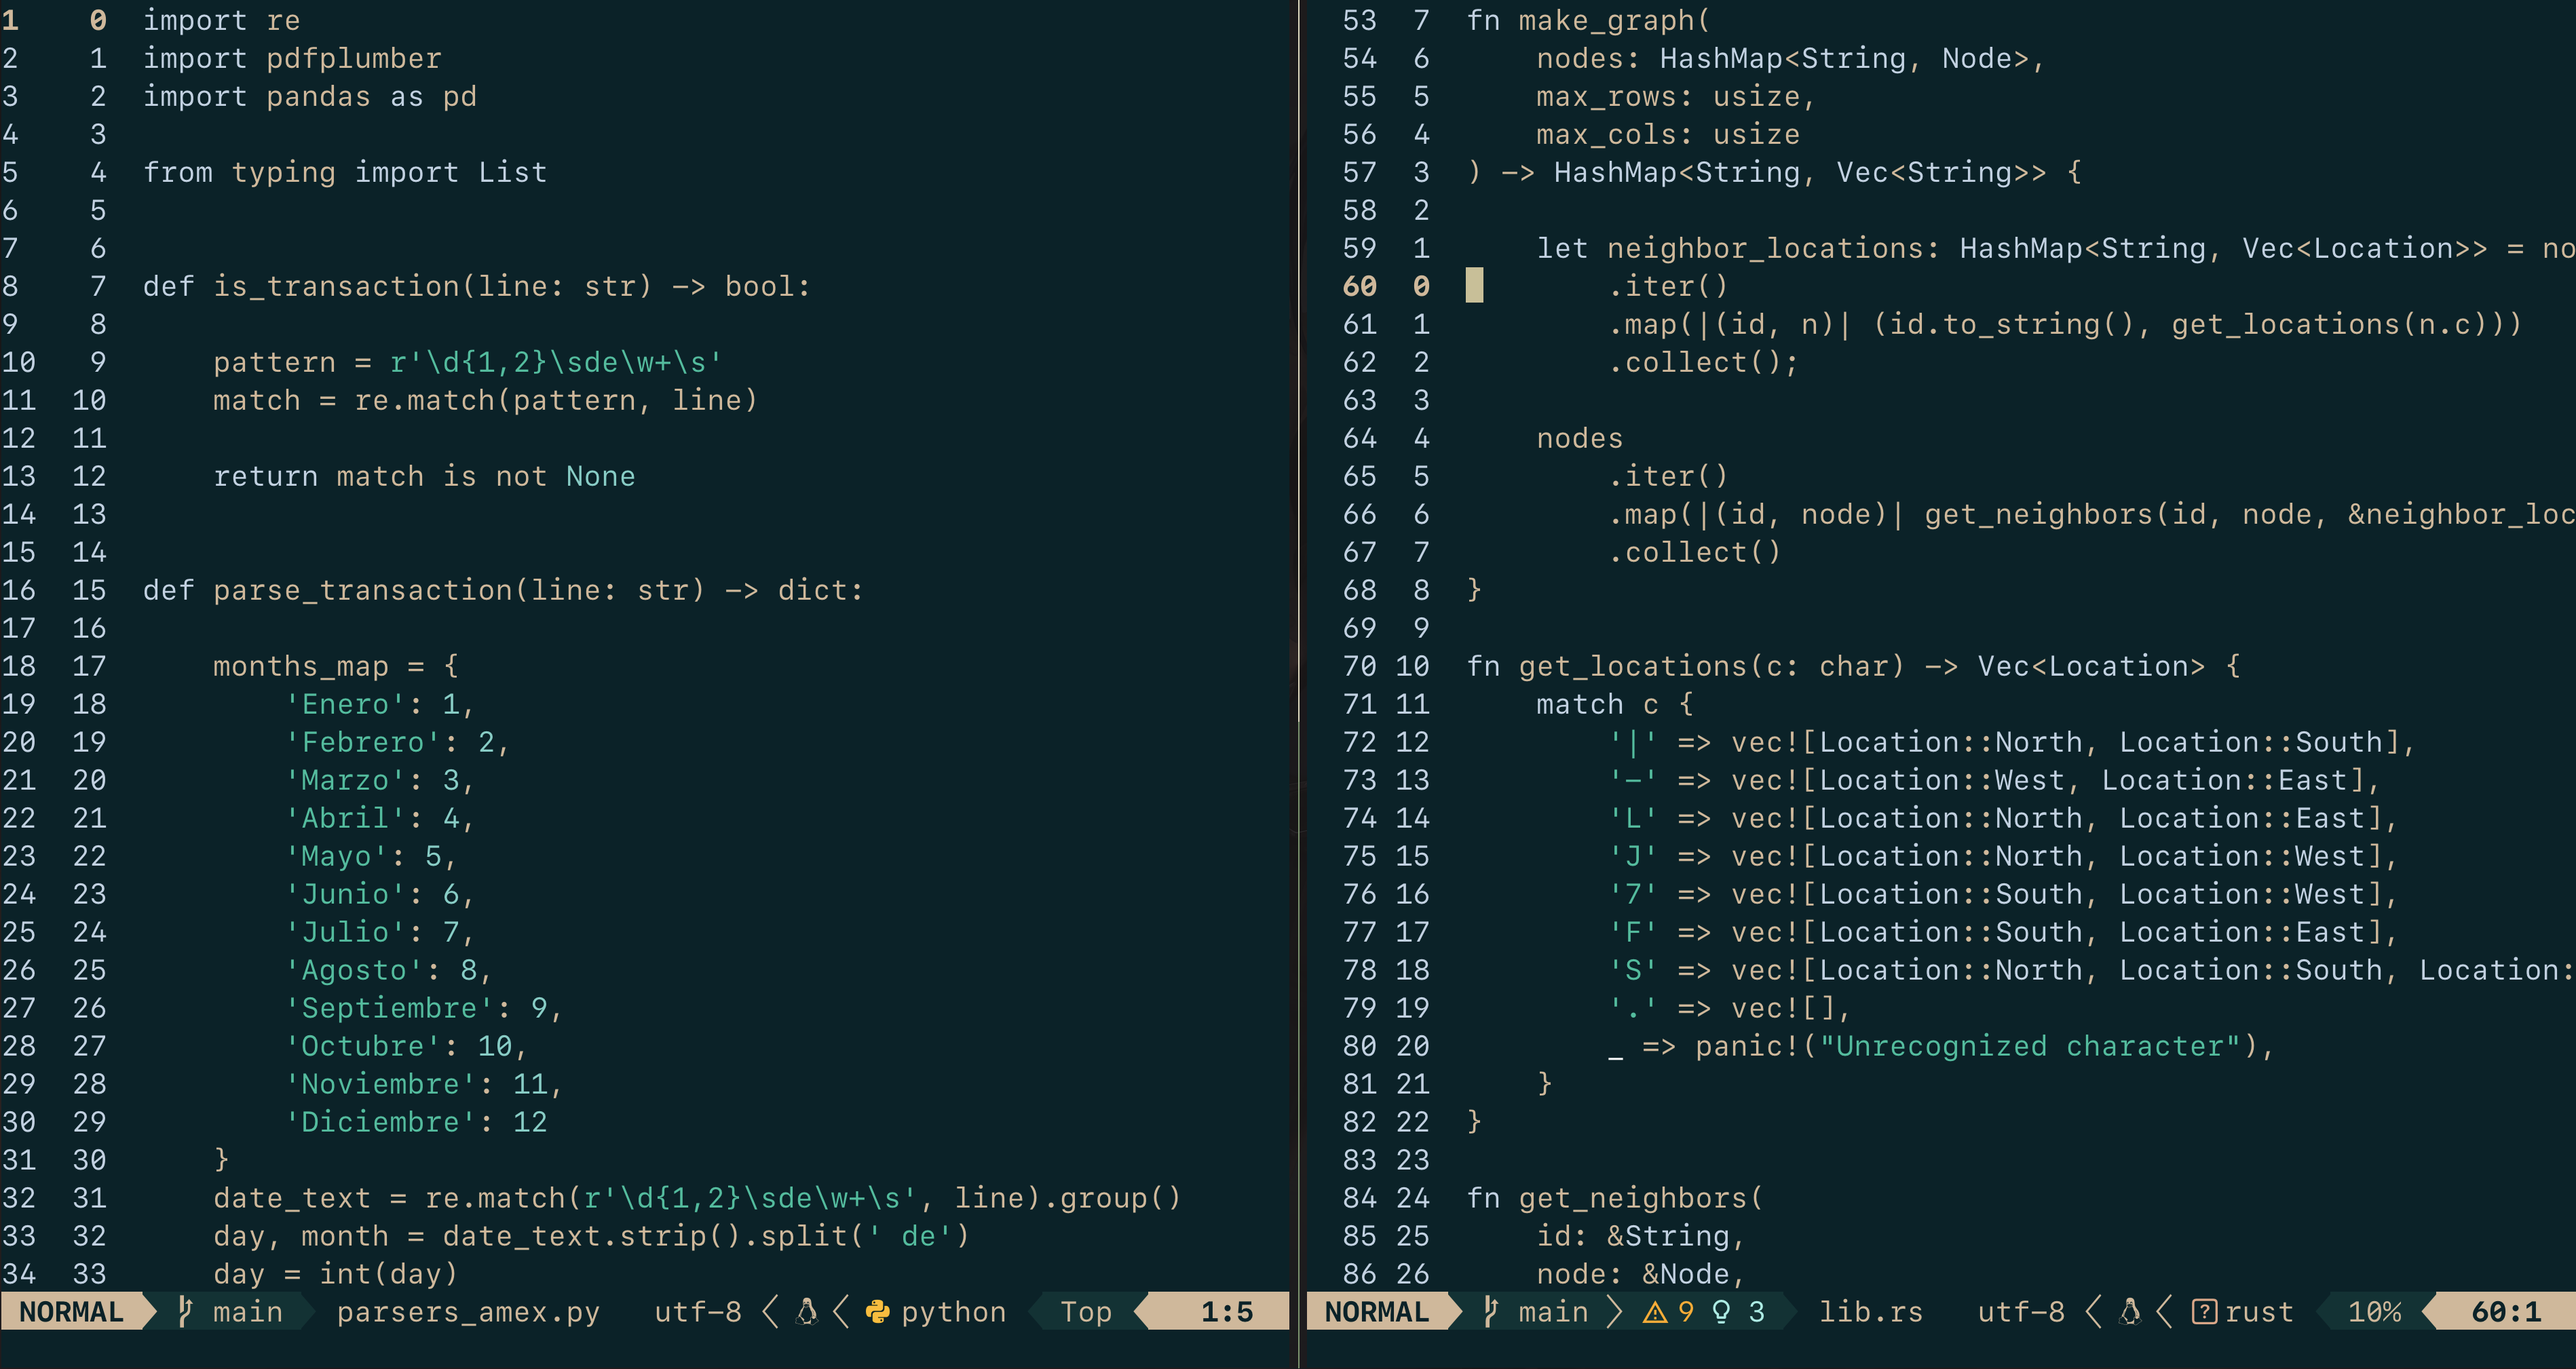 1 0 import re
2 1 import pdfplumber
3 2 import pandas as pd
4 3
5 4 from typing import List
6 5
7 6
8 7 def is_transaction(line: str) -> bool:
9 8
10 9     pattern = r'\d{1,2}\sde\w+\s'
11 10     match = re.match(pattern, line)
12 11
13 12     return match is not None
14 13
15 14
16 15 def parse_transaction(line: str) -> dict:
17 16
18 17     months_map = {
19 18         'Enero': 1,
20 19         'Febrero': 2,
21 20         'Marzo': 3,
22 21         'Abril': 4,
23 22         'Mayo': 5,
24 23         'Junio': 6,
25 24         'Julio': 7,
26 25         'Agosto': 8,
27 26         'Septiembre': 9,
28 27         'Octubre': 10,
29 28         'Noviembre': 11,
30 29         'Diciembre': 12
31 30     }
32 31     date_text = re.match(r'\d{1,2}\sde\w+\s', line).group()
33 32     day, month = date_text.strip().split(' de')
34 33     day = int(day)
NORMAL main parsers_amex.py utf-8 python Top 1:5
53 7 fn make_graph(
54 6     nodes: HashMap<String, Node>,
55 5     max_rows: usize,
56 4     max_cols: usize
57 3 ) -> HashMap<String, Vec<String>> {
58 2
59 1     let neighbor_locations: HashMap<String, Vec<Location>> = no
60 0         .iter()
61 1         .map(|(id, n)| (id.to_string(), get_locations(n.c)))
62 2         .collect();
63 3
64 4     nodes
65 5         .iter()
66 6         .map(|(id, node)| get_neighbors(id, node, &neighbor_loc
67 7         .collect()
68 8 }
69 9
70 10 fn get_locations(c: char) -> Vec<Location> {
71 11     match c {
72 12         '|' => vec![Location::North, Location::South],
73 13         '-' => vec![Location::West, Location::East],
74 14         'L' => vec![Location::North, Location::East],
75 15         'J' => vec![Location::North, Location::West],
76 16         '7' => vec![Location::South, Location::West],
77 17         'F' => vec![Location::South, Location::East],
78 18         'S' => vec![Location::North, Location::South, Location:
79 19         '.' => vec![],
80 20         _ => panic!("Unrecognized character"),
81 21     }
82 22 }
83 23
84 24 fn get_neighbors(
85 25     id: &String,
86 26     node: &Node,
NORMAL main 9 3 lib.rs utf-8 rust 10% 60:1